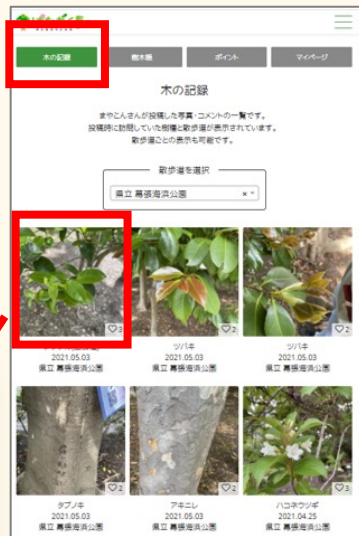 木の記録
樹木暦
ポイント
マイページ
木の記録
まやとんさんが投稿した写真・コメントの一覧です。
投稿時に訪問していた樹種と散歩道が表示されています。
散歩道ごとの表示も可能です。
散歩道を選択
県立 幕張海浜公園 ×
♡3
♡2
♡2
ツバキ
ツバキ
2021.05.03
2021.05.03
2021.05.03
県立 幕張海浜公園
県立 幕張海浜公園
県立 幕張海浜公園
♡2
♡2
♡3
タブノキ
アキニレ
ハコネウツギ
2021.05.03
2021.05.03
2021.04.25
県立 幕張海浜公園
県立 幕張海浜公園
県立 幕張海浜公園